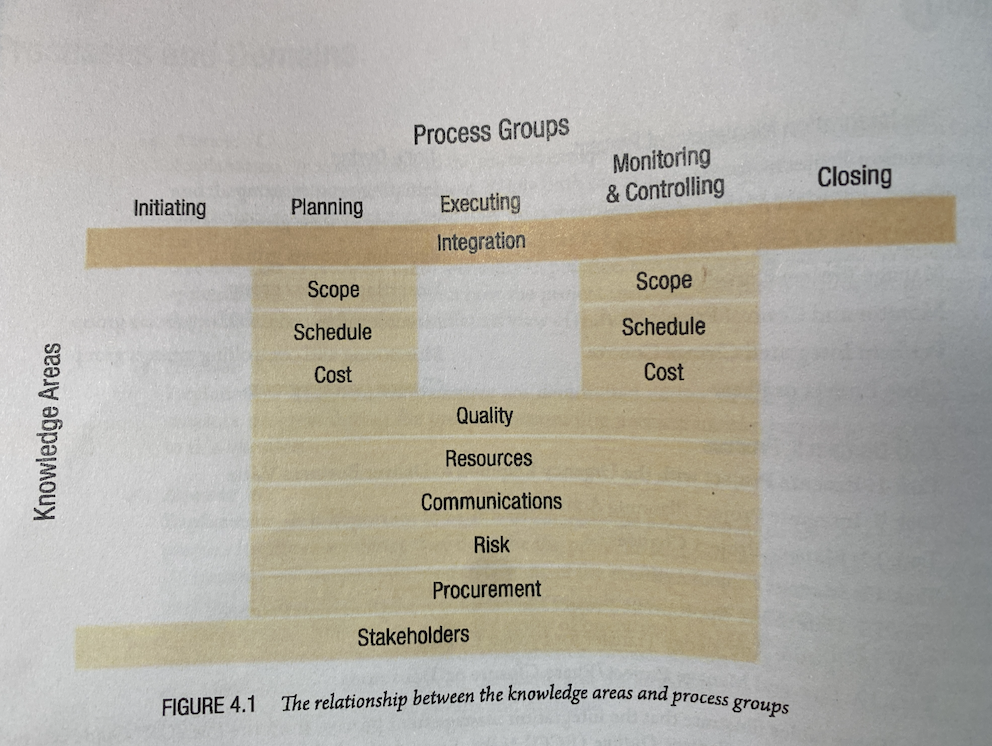 Process Groups
Initiating Planning Executing Monitoring & Controlling Closing
Knowledge Areas
Integration
Scope Scope
Schedule Schedule
Cost Cost
Quality
Resources
Communications
Risk
Procurement
Stakeholders
FIGURE 4.1 The relationship between the knowledge areas and process groups